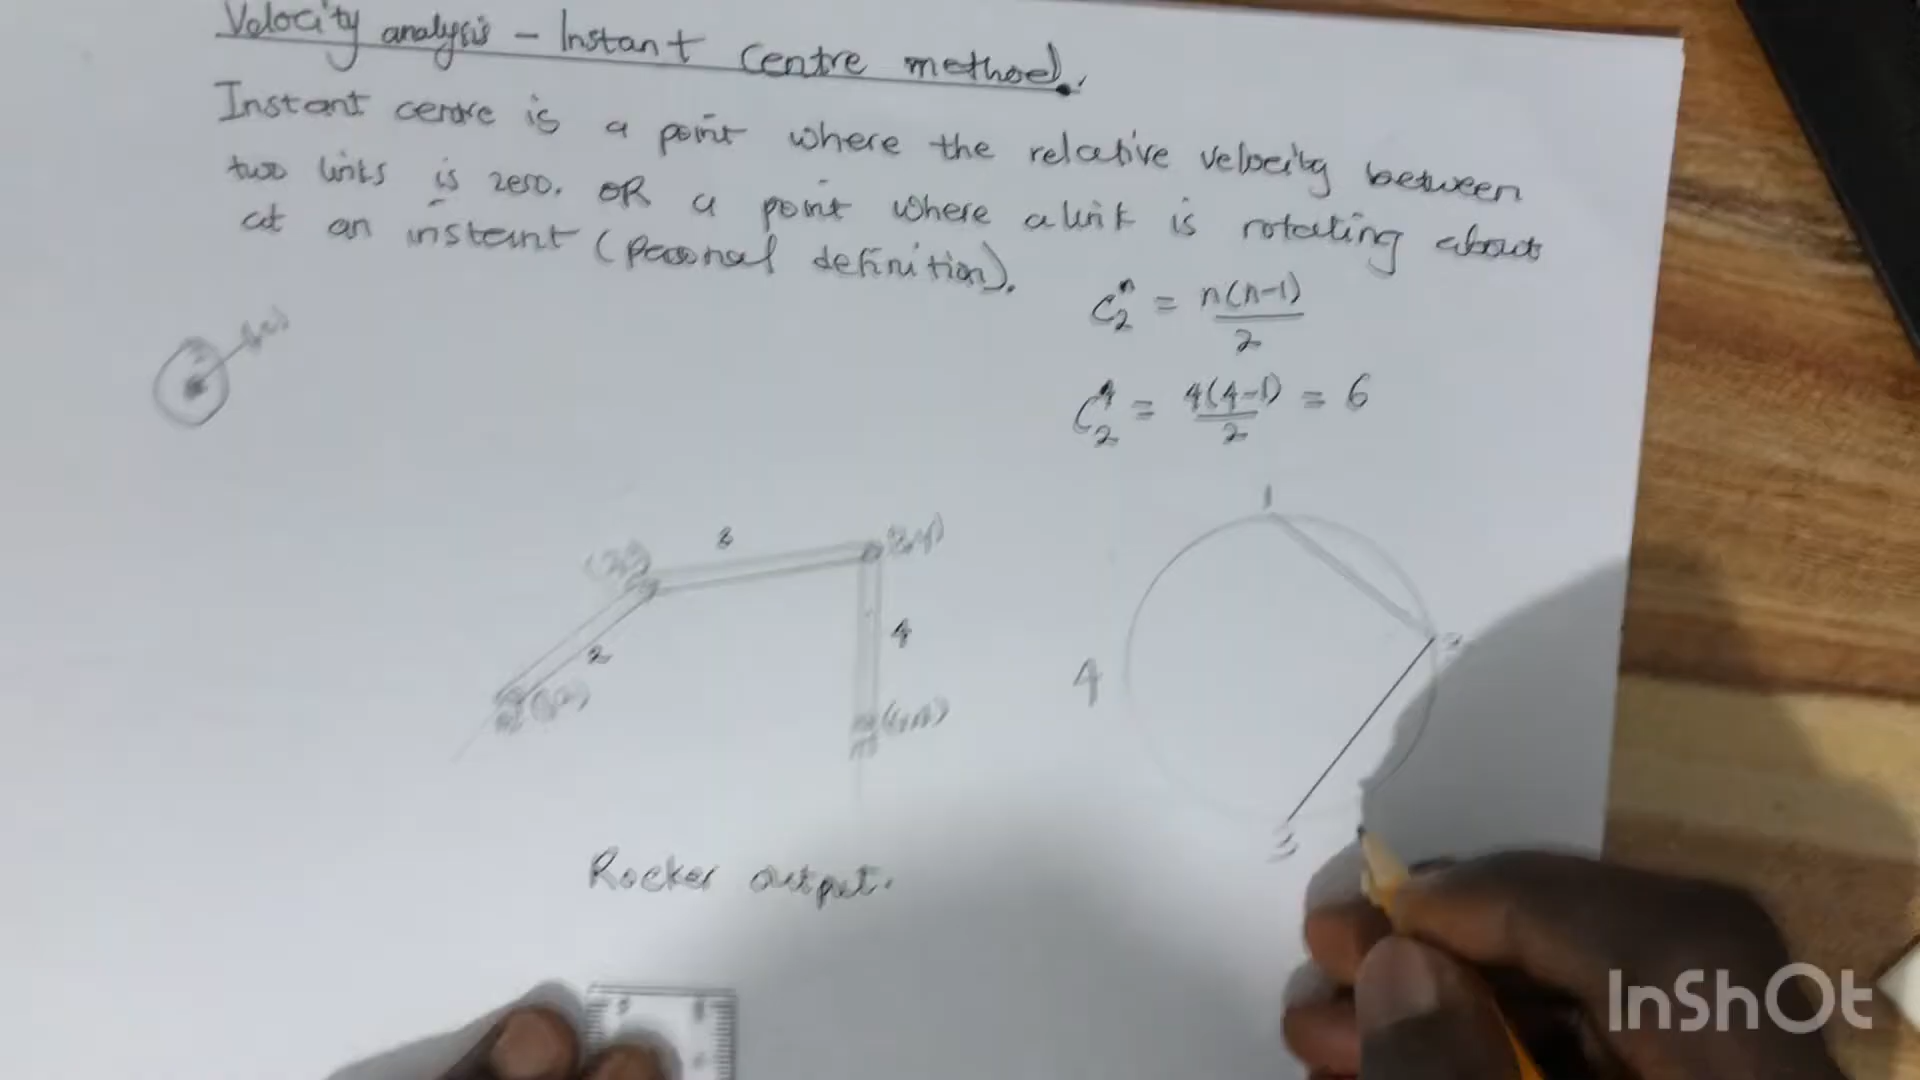 Velocity analysis - Instant centre method.
Instant centre is a point where the relative velocity between
two links is zero. OR a point where a link is rotating about
at an instant (Personal definition).
C₂ⁿ = n(n-1)/2
C₂⁴ = 4(4-1)/2 = 6
1
3
4
2
4
3
Rocker output.
InShOt